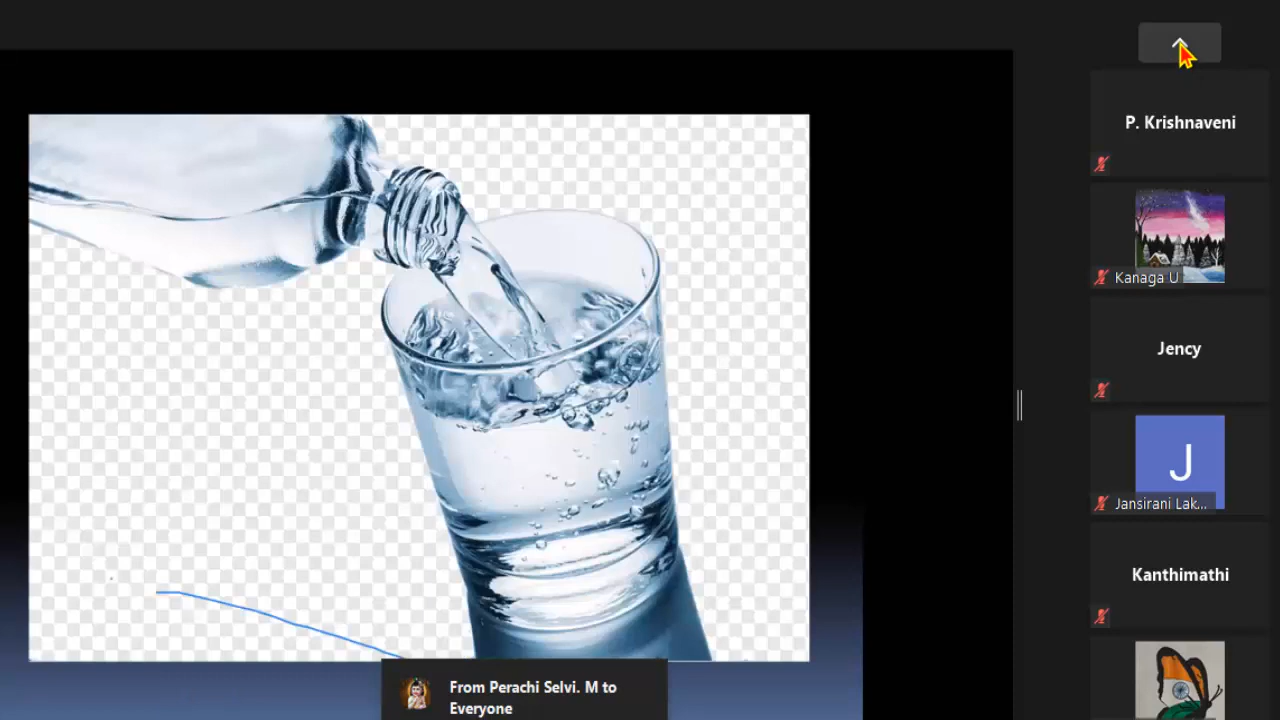 P. Krishnaveni
Kanaga U
Jency
J
Jansirani Lak...
Kanthimathi
From Perachi Selvi. M to
Everyone